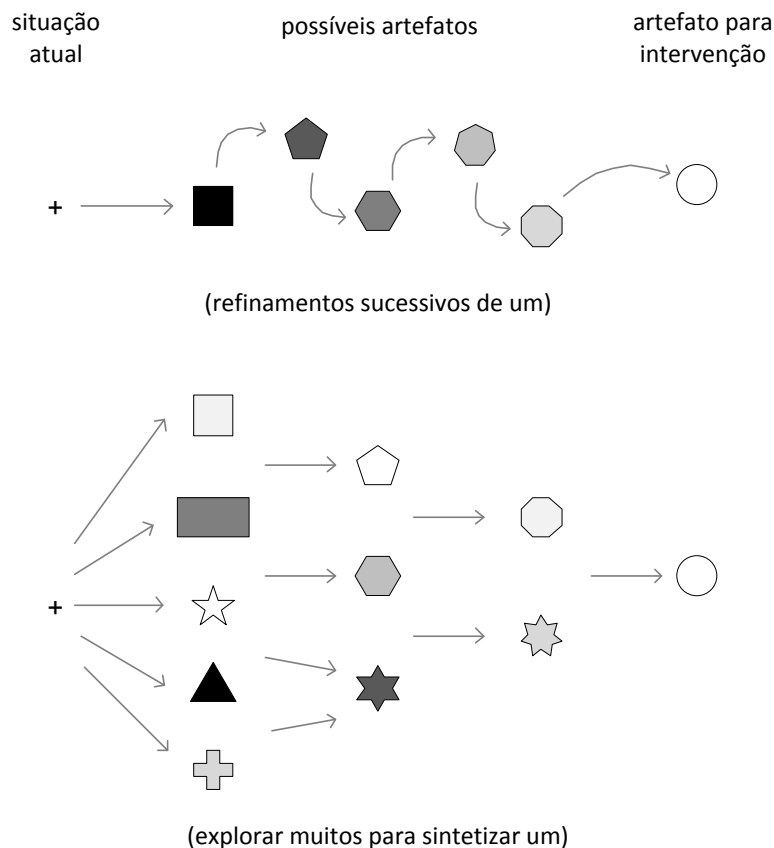 situação
atual
possíveis artefatos
artefato para
intervenção
+
(refinamentos sucessivos de um)
+
(explorar muitos para sintetizar um)